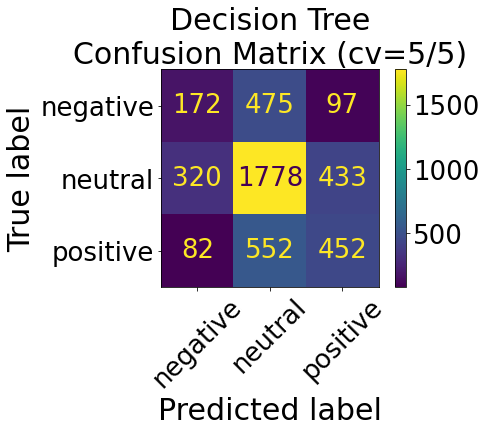 Decision Tree
Confusion Matrix (cv=5/5)
True label
negative 172 475 97
neutral 320 1778 433
positive 82 552 452
1500
1000
500
negative neutral positive
Predicted label